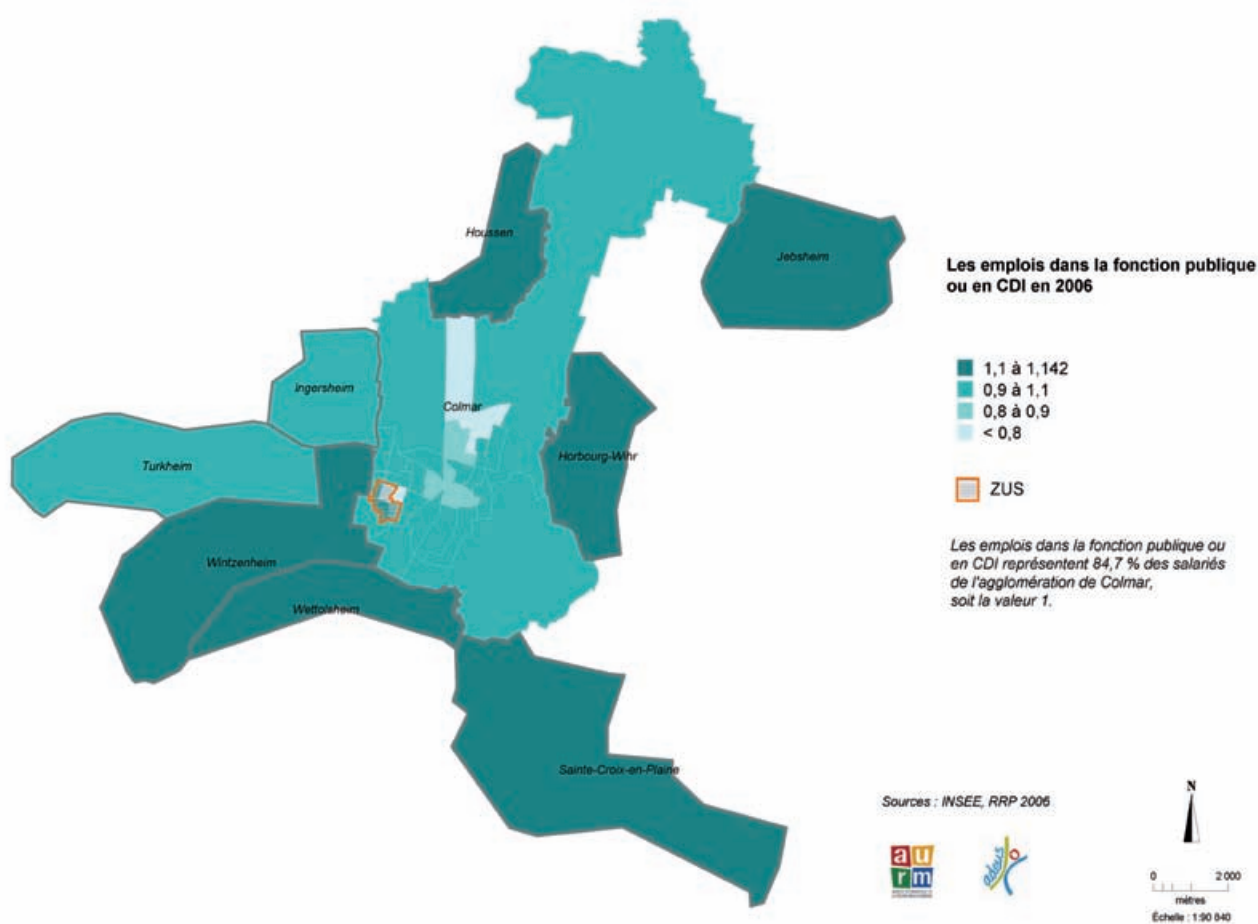 Houssen
Jebsheim
Les emplois dans la fonction publique
ou en CDI en 2006
1,1 à 1,142
0,9 à 1,1
0,8 à 0,9
< 0,8
ZUS
Les emplois dans la fonction publique ou
en CDI représentent 84,7 % des salariés
de l'agglomération de Colmar,
soit la valeur 1.
Ingersheim
Colmar
Turkheim
Horbourg-Wihr
Wintzenheim
Wettolsheim
Sainte-Croix-en-Plaine
Sources : INSEE, RRP 2006
N
au
rm
adeus
0 2 000
mètres
Échelle : 1:90 840